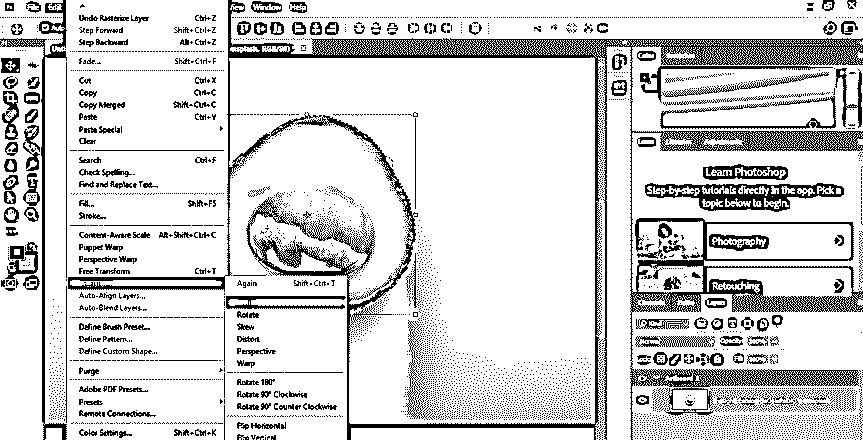 Ps File Edit View Window Help
Undo Rasterize Layer Ctrl+Z
Step Forward Shift+Ctrl+Z
Step Backward Alt+Ctrl+Z
Fade... Shift+Ctrl+F
Cut Ctrl+X
Copy Ctrl+C
Copy Merged Shift+Ctrl+C
Paste Ctrl+V
Paste Special
Clear
Search Ctrl+F
Check Spelling...
Find and Replace Text...
Fill... Shift+F5
Stroke...
Content-Aware Scale Alt+Shift+Ctrl+C
Puppet Warp
Perspective Warp
Free Transform Ctrl+T
Auto-Align Layers...
Auto-Blend Layers...
Define Brush Preset...
Define Pattern...
Define Custom Shape...
Purge
Adobe PDF Presets...
Presets
Remote Connections...
Color Settings... Shift+Ctrl+K
Again Shift+Ctrl+T
Rotate
Skew
Distort
Perspective
Warp
Rotate 180°
Rotate 90° Clockwise
Rotate 90° Counter Clockwise
Flip Horizontal
Flip Vertical
Learn Photoshop
Step-by-step tutorials directly in the app. Pick a
topic below to begin.
Photography
Retouching